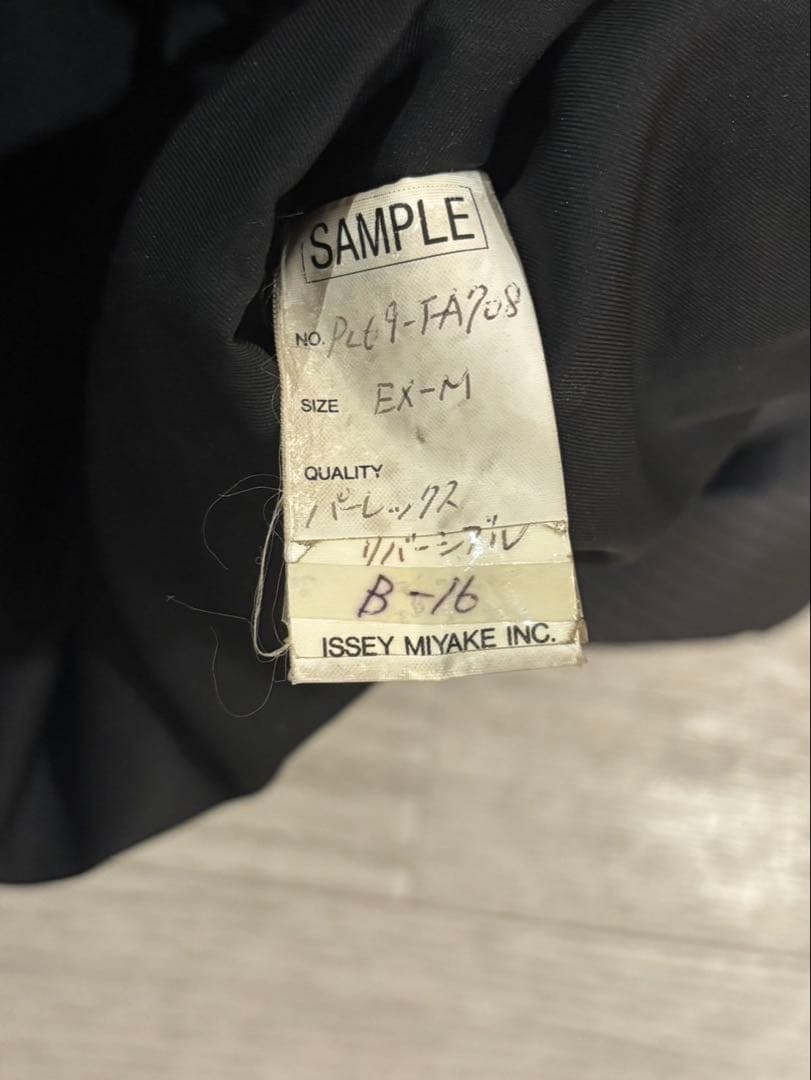 SAMPLE
NO. PL69-TA708
SIZE EX-M
QUALITY
パーレックス
リバーシブル
B-16
ISSEY MIYAKE INC.